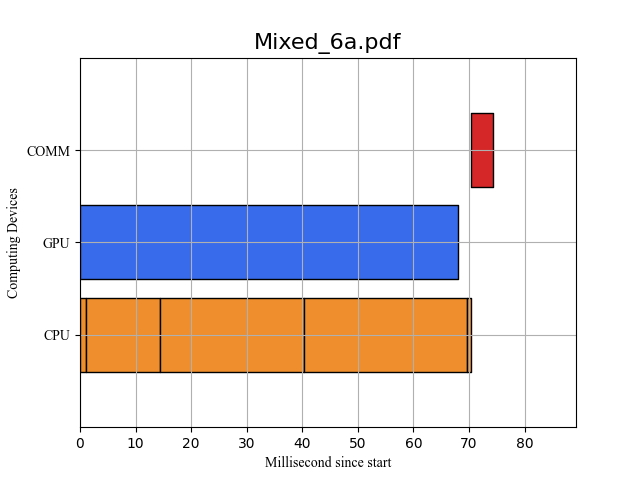 Mixed_6a.pdf
COMM
GPU
CPU
Computing Devices
0 10 20 30 40 50 60 70 80
Millisecond since start